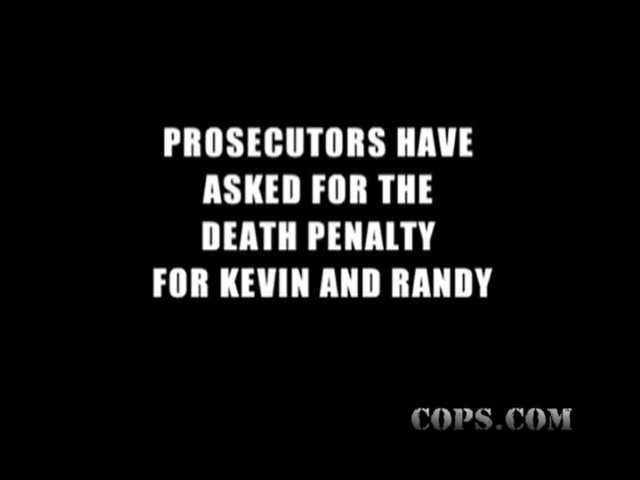 PROSECUTORS HAVE
ASKED FOR THE
DEATH PENALTY
FOR KEVIN AND RANDY
COPS.COM